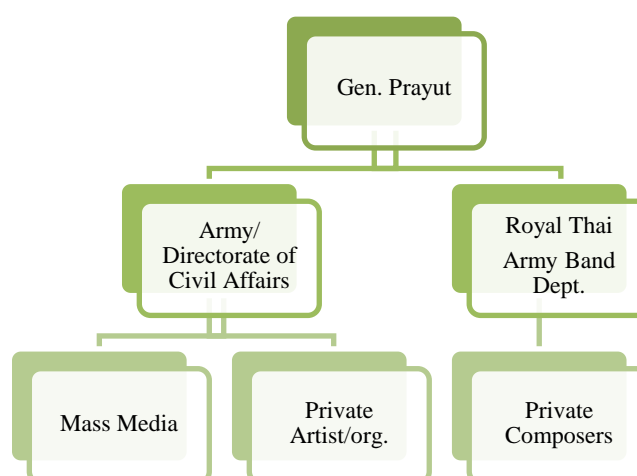 Gen. Prayut
Army/
Directorate of
Civil Affairs
Royal Thai
Army Band
Dept.
Mass Media
Private
Artist/org.
Private
Composers